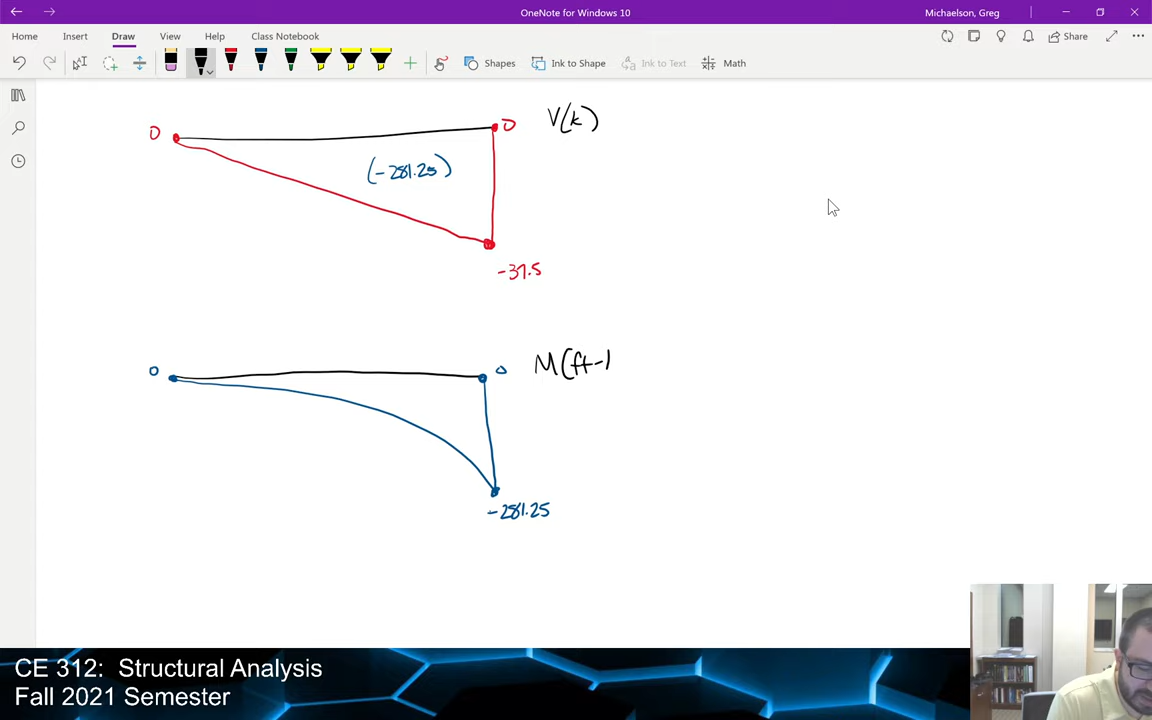 OneNote for Windows 10
Michaelson, Greg
Home Insert Draw View Help Class Notebook
Share
Shapes Ink to Shape Ink to Text Math
0 0 V(k)
(-281.25)
-37.5
0 0 M(ft-1
-281.25
CE 312: Structural Analysis
Fall 2021 Semester